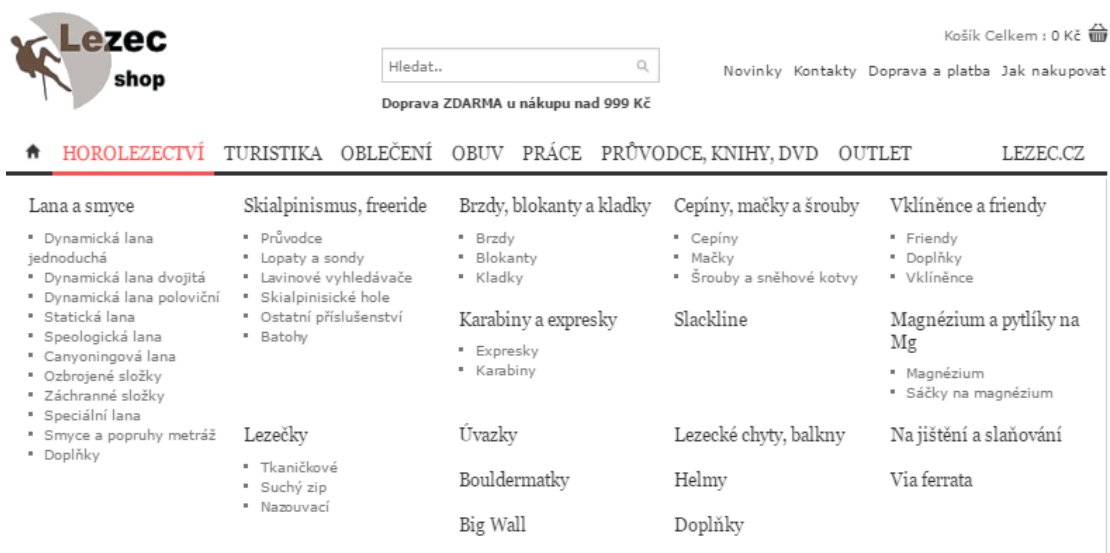 Lezec
shop
Košík Celkem : 0 Kč
Hledat..
Novinky Kontakty Doprava a platba Jak nakupovat
Doprava ZDARMA u nákupu nad 999 Kč
HOROLEZECTVÍ TURISTIKA OBLEČENÍ OBUV PRÁCE PRŮVODCE, KNIHY, DVD OUTLET LEZEC.CZ
Lana a smyce
Dynamická lana
jednoduchá
Dynamická lana dvojitá
Dynamická lana poloviční
Statická lana
Speologická lana
Canyoningová lana
Ozbrojené složky
Záchranné složky
Speciální lana
Smyce a popruhy metráž
Doplňky
Skialpinismus, freeride
Průvodce
Lopaty a sondy
Lavinové vyhledávače
Skialpinisické hole
Ostatní příslušenství
Batohy
Lezečky
Tkaničkové
Suchý zip
Nazouvací
Brzdy, blokanty a kladky
Brzdy
Blokanty
Kladky
Karabiny a expresky
Expresky
Karabiny
Úvazky
Bouldermatky
Big Wall
Cepíny, mačky a šrouby
Cepíny
Mačky
Šrouby a sněhové kotvy
Slackline
Lezecké chyty, balkny
Helmy
Doplňky
Vklíněnce a friendy
Friendy
Doplňky
Vklíněnce
Magnézium a pytlíky na
Mg
Magnézium
Sáčky na magnézium
Na jištění a slaňování
Via ferrata